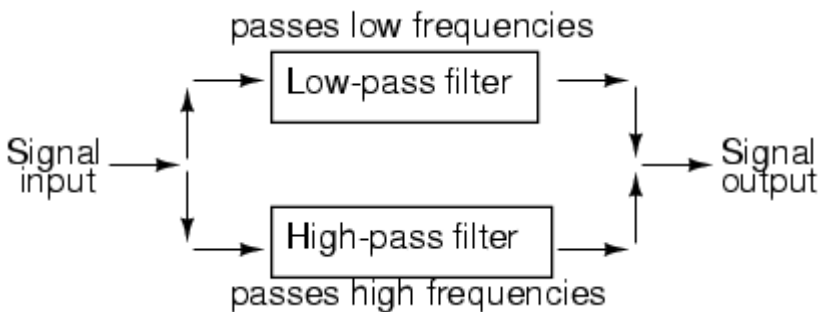 passes low frequencies
Low-pass filter
Signal
input
Signal
output
High-pass filter
passes high frequencies